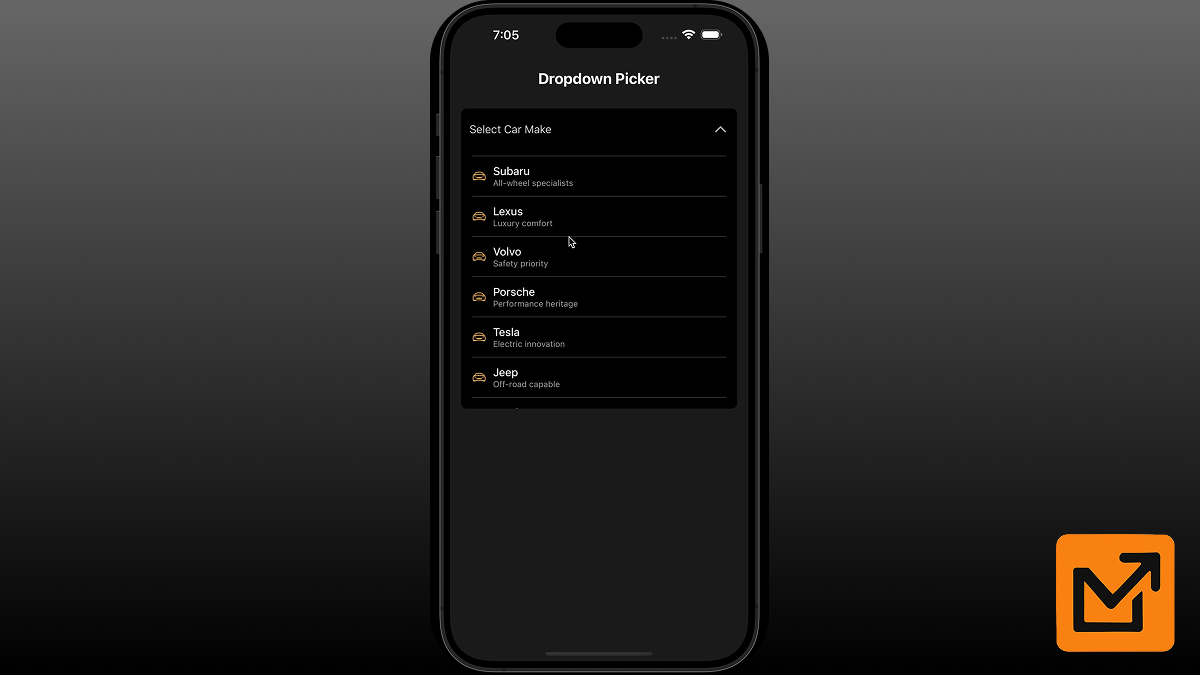 7:05
Dropdown Picker
Select Car Make
Subaru
All-wheel specialists
Lexus
Luxury comfort
Volvo
Safety priority
Porsche
Performance heritage
Tesla
Electric innovation
Jeep
Off-road capable